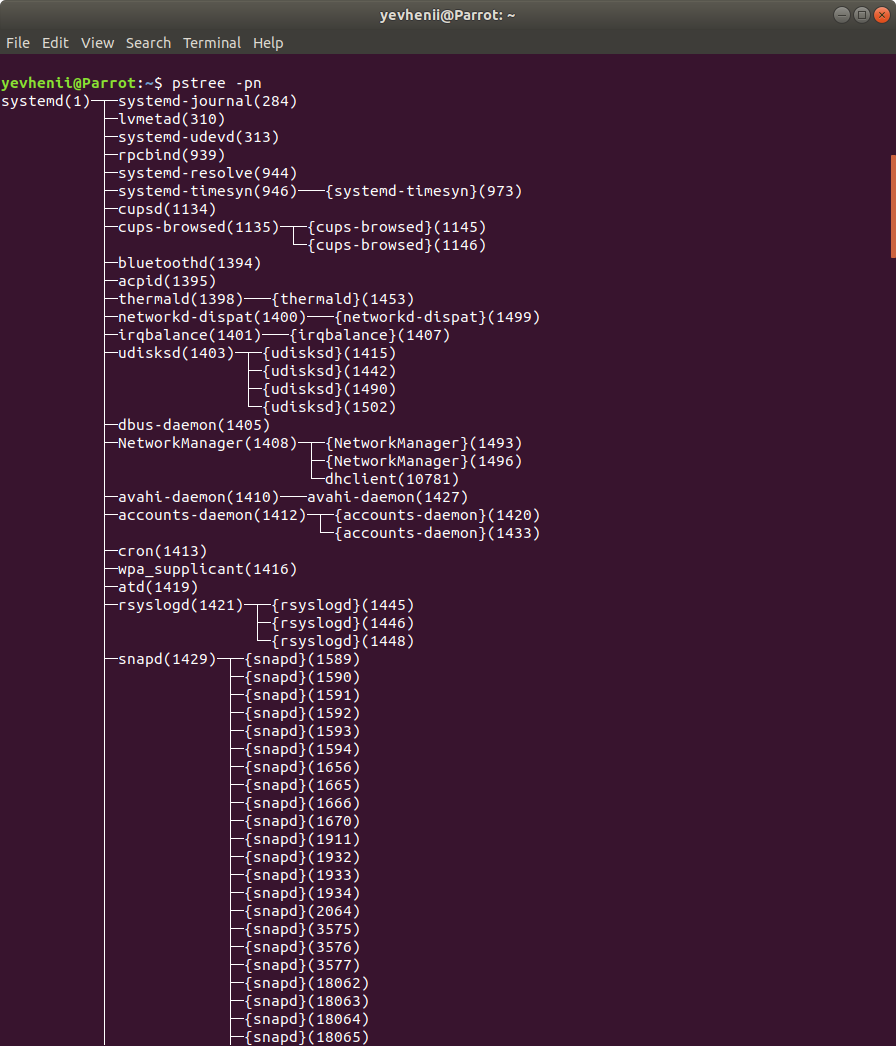 yevhenii@Parrot: ~
File Edit View Search Terminal Help
yevhenii@Parrot:~$ pstree -pn
systemd(1)─┬─systemd-journal(284)
           ├─lvmetad(310)
           ├─systemd-udevd(313)
           ├─rpcbind(939)
           ├─systemd-resolve(944)
           ├─systemd-timesyn(946)───{systemd-timesyn}(973)
           ├─cupsd(1134)
           ├─cups-browsed(1135)─┬─{cups-browsed}(1145)
           │                    └─{cups-browsed}(1146)
           ├─bluetoothd(1394)
           ├─acpid(1395)
           ├─thermald(1398)───{thermald}(1453)
           ├─networkd-dispat(1400)───{networkd-dispat}(1499)
           ├─irqbalance(1401)───{irqbalance}(1407)
           ├─udisksd(1403)─┬─{udisksd}(1415)
           │               ├─{udisksd}(1442)
           │               ├─{udisksd}(1490)
           │               └─{udisksd}(1502)
           ├─dbus-daemon(1405)
           ├─NetworkManager(1408)─┬─{NetworkManager}(1493)
           │                      ├─{NetworkManager}(1496)
           │                      └─dhclient(10781)
           ├─avahi-daemon(1410)───avahi-daemon(1427)
           ├─accounts-daemon(1412)─┬─{accounts-daemon}(1420)
           │                       └─{accounts-daemon}(1433)
           ├─cron(1413)
           ├─wpa_supplicant(1416)
           ├─atd(1419)
           ├─rsyslogd(1421)─┬─{rsyslogd}(1445)
           │                ├─{rsyslogd}(1446)
           │                └─{rsyslogd}(1448)
           ├─snapd(1429)─┬─{snapd}(1589)
           │             ├─{snapd}(1590)
           │             ├─{snapd}(1591)
           │             ├─{snapd}(1592)
           │             ├─{snapd}(1593)
           │             ├─{snapd}(1594)
           │             ├─{snapd}(1656)
           │             ├─{snapd}(1665)
           │             ├─{snapd}(1666)
           │             ├─{snapd}(1670)
           │             ├─{snapd}(1911)
           │             ├─{snapd}(1932)
           │             ├─{snapd}(1933)
           │             ├─{snapd}(1934)
           │             ├─{snapd}(2064)
           │             ├─{snapd}(3575)
           │             ├─{snapd}(3576)
           │             ├─{snapd}(3577)
           │             ├─{snapd}(18062)
           │             ├─{snapd}(18063)
           │             ├─{snapd}(18064)
           │             ├─{snapd}(18065)